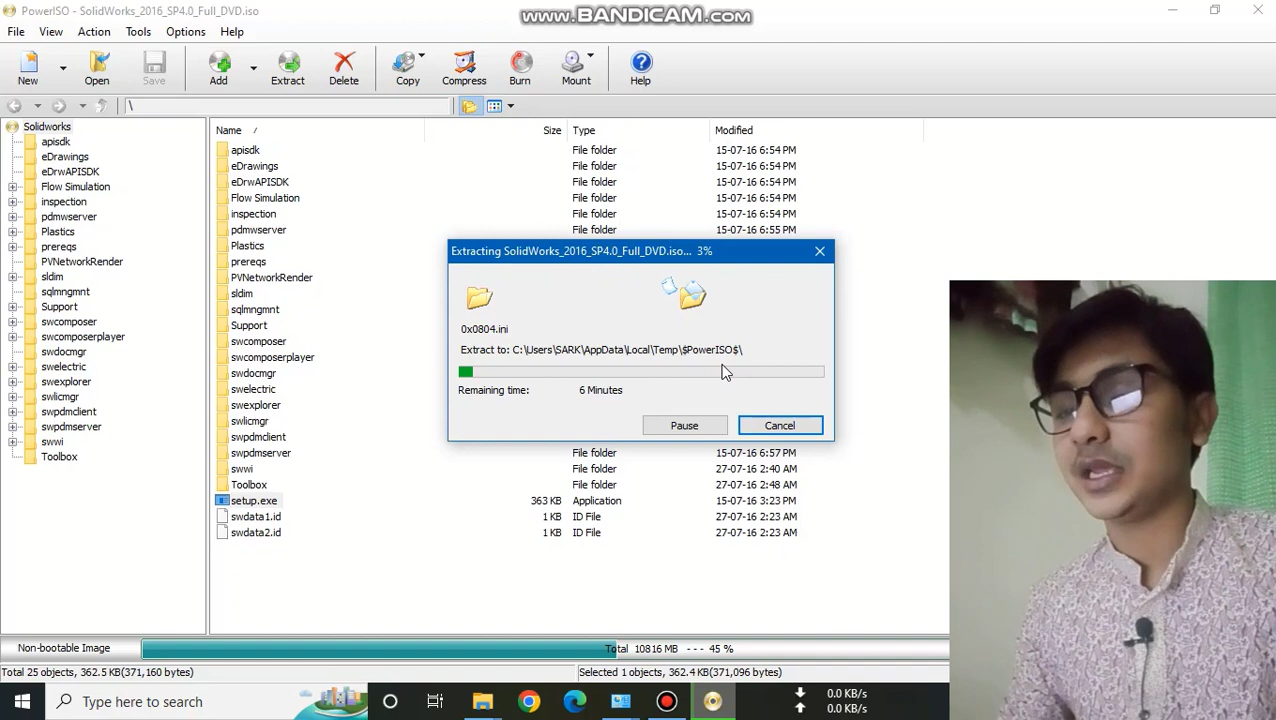 PowerISO - SolidWorks_2016_SP4.0_Full_DVD.iso
www.BANDICAM.com
File View Action Tools Options Help
New Open Save Add Extract Delete Copy Compress Burn Mount Help
\
Solidworks
apisdk
eDrawings
eDrwAPISDK
Flow Simulation
inspection
pdmwserver
Plastics
prereqs
PVNetworkRender
sldim
sqlmngmnt
Support
swcomposer
swcomposerplayer
swdocmgr
swelectric
swexplorer
swlicmgr
swpdmclient
swpdmserver
swwi
Toolbox
Name / Size Type Modified
apisdk File folder 15-07-16 6:54 PM
eDrawings File folder 15-07-16 6:54 PM
eDrwAPISDK File folder 15-07-16 6:54 PM
Flow Simulation File folder 15-07-16 6:54 PM
inspection File folder 15-07-16 6:54 PM
pdmwserver File folder 15-07-16 6:55 PM
Plastics
prereqs
PVNetworkRender
sldim
sqlmngmnt
Support
swcomposer
swcomposerplayer
swdocmgr
swelectric
swexplorer
swlicmgr
swpdmclient
swpdmserver File folder 15-07-16 6:57 PM
swwi File folder 27-07-16 2:40 AM
Toolbox File folder 27-07-16 2:48 AM
setup.exe 363 KB Application 15-07-16 3:23 PM
swdata1.id 1 KB ID File 27-07-16 2:23 AM
swdata2.id 1 KB ID File 27-07-16 2:23 AM
Extracting SolidWorks_2016_SP4.0_Full_DVD.iso... 3%
0x0804.ini
Extract to: C:\Users\SARK\AppData\Local\Temp\$PowerISO$\
Remaining time: 6 Minutes
Pause Cancel
Non-bootable Image Total 10816 MB --- 45 %
Total 25 objects, 362.5 KB(371,160 bytes) Selected 1 object, 362.4 KB(371,096 bytes)
Type here to search
0.0 KB/s
0.0 KB/s